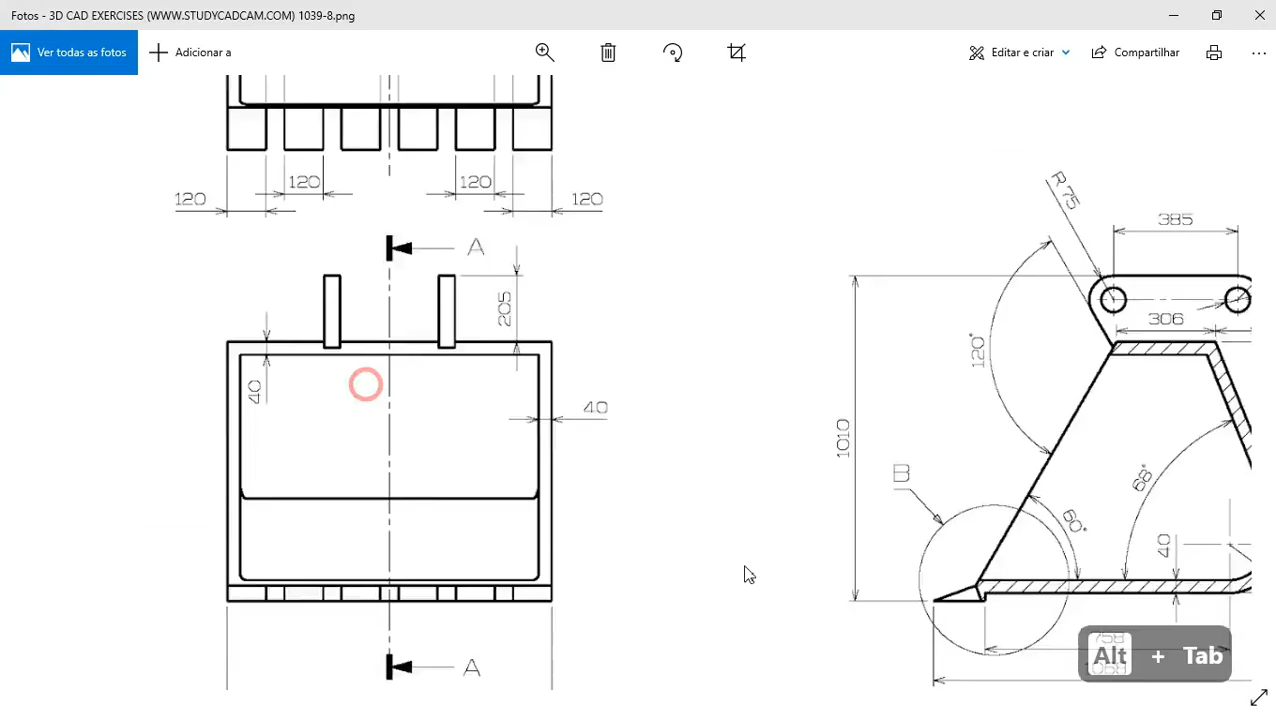 Fotos - 3D CAD EXERCISES (WWW.STUDYCADCAM.COM) 1039-8.png
Ver todas as fotos
Adicionar a
Editar e criar
Compartilhar
120
120
120
120
A
205
40
40
A
R 75
385
306
120°
1010
B
68°
60°
40
Alt + Tab